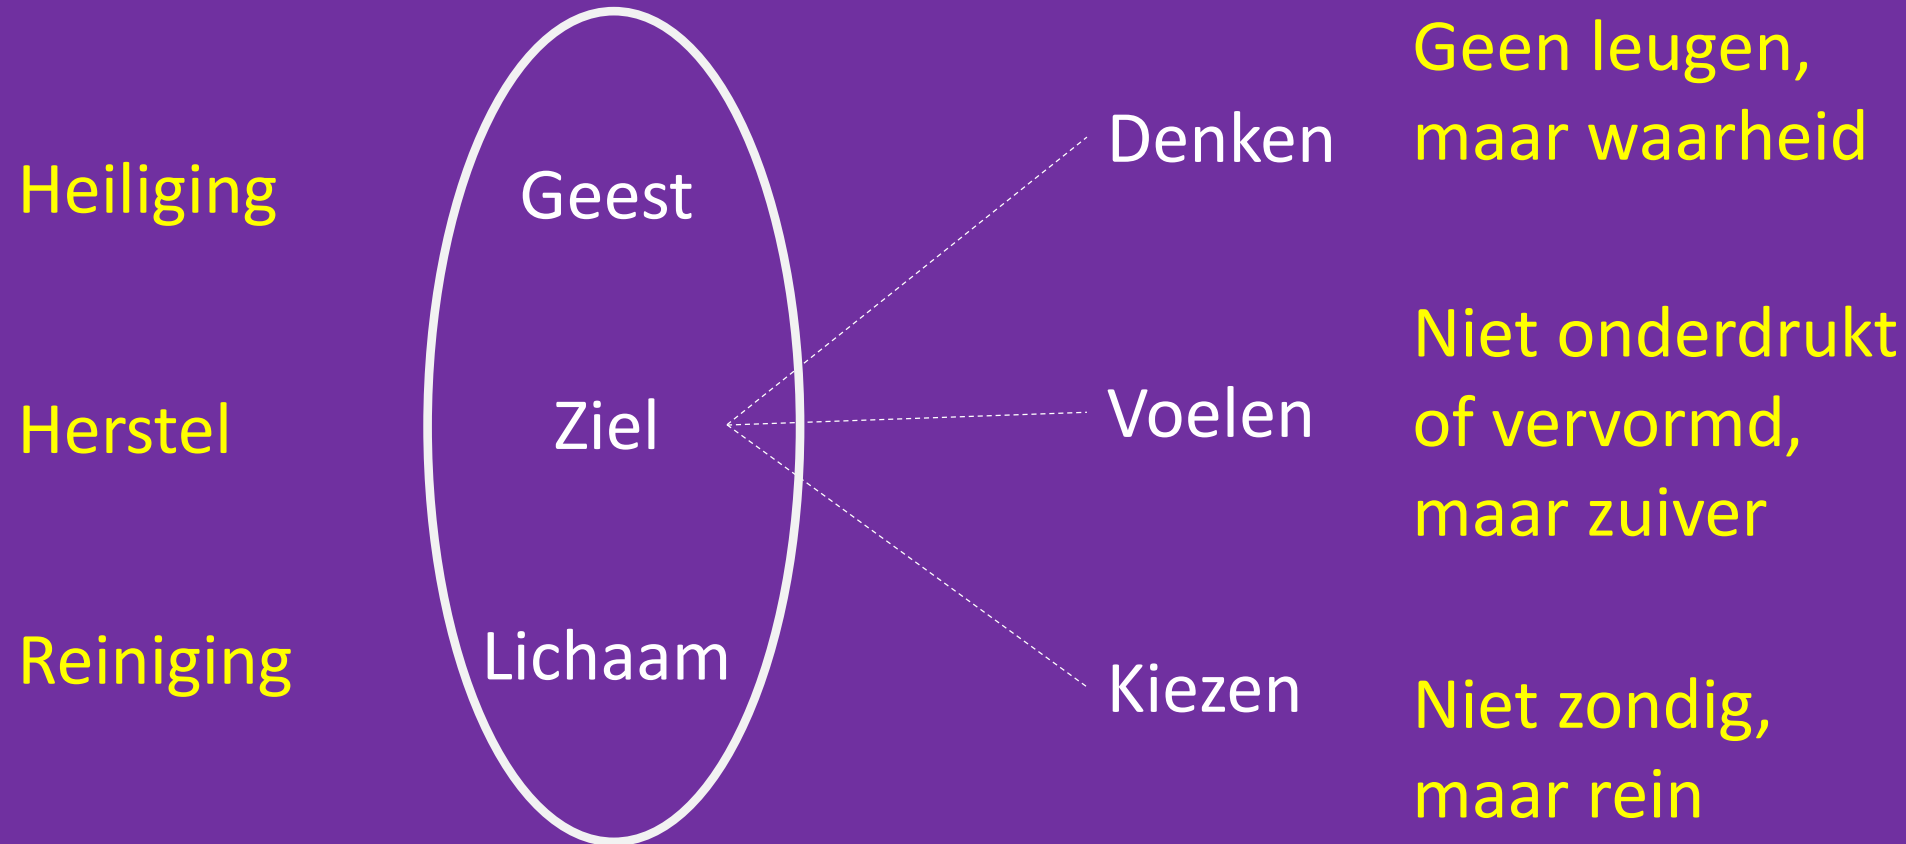 Heiliging
Herstel
Reiniging
Geest
Ziel
Lichaam
Denken
Voelen
Kiezen
Geen leugen,
maar waarheid
Niet onderdrukt
of vervormd,
maar zuiver
Niet zondig,
maar rein